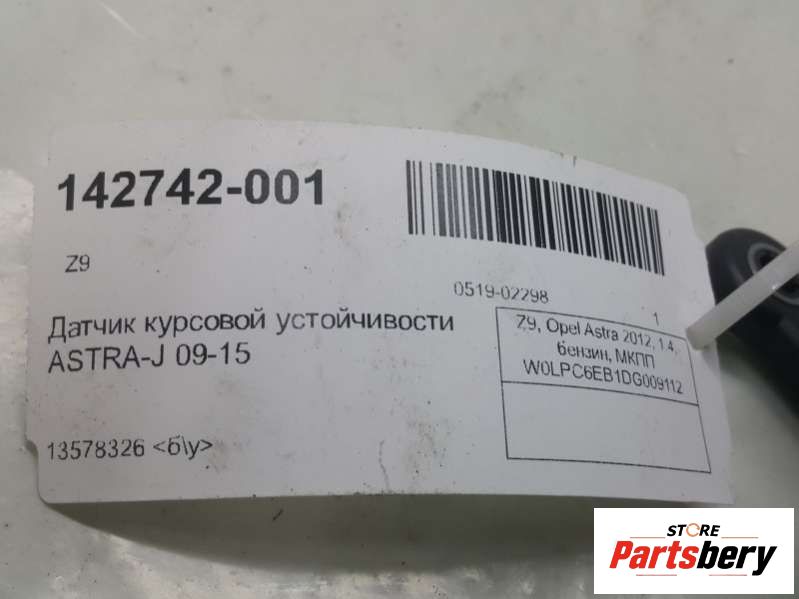 142742-001
Z9
0519-02298
1
Датчик курсовой устойчивости
ASTRA-J 09-15
Z9, Opel Astra 2012, 1.4,
бензин, МКПП
W0LPC6EB1DG009112
13578326 <б\у>
STORE
Partsbery